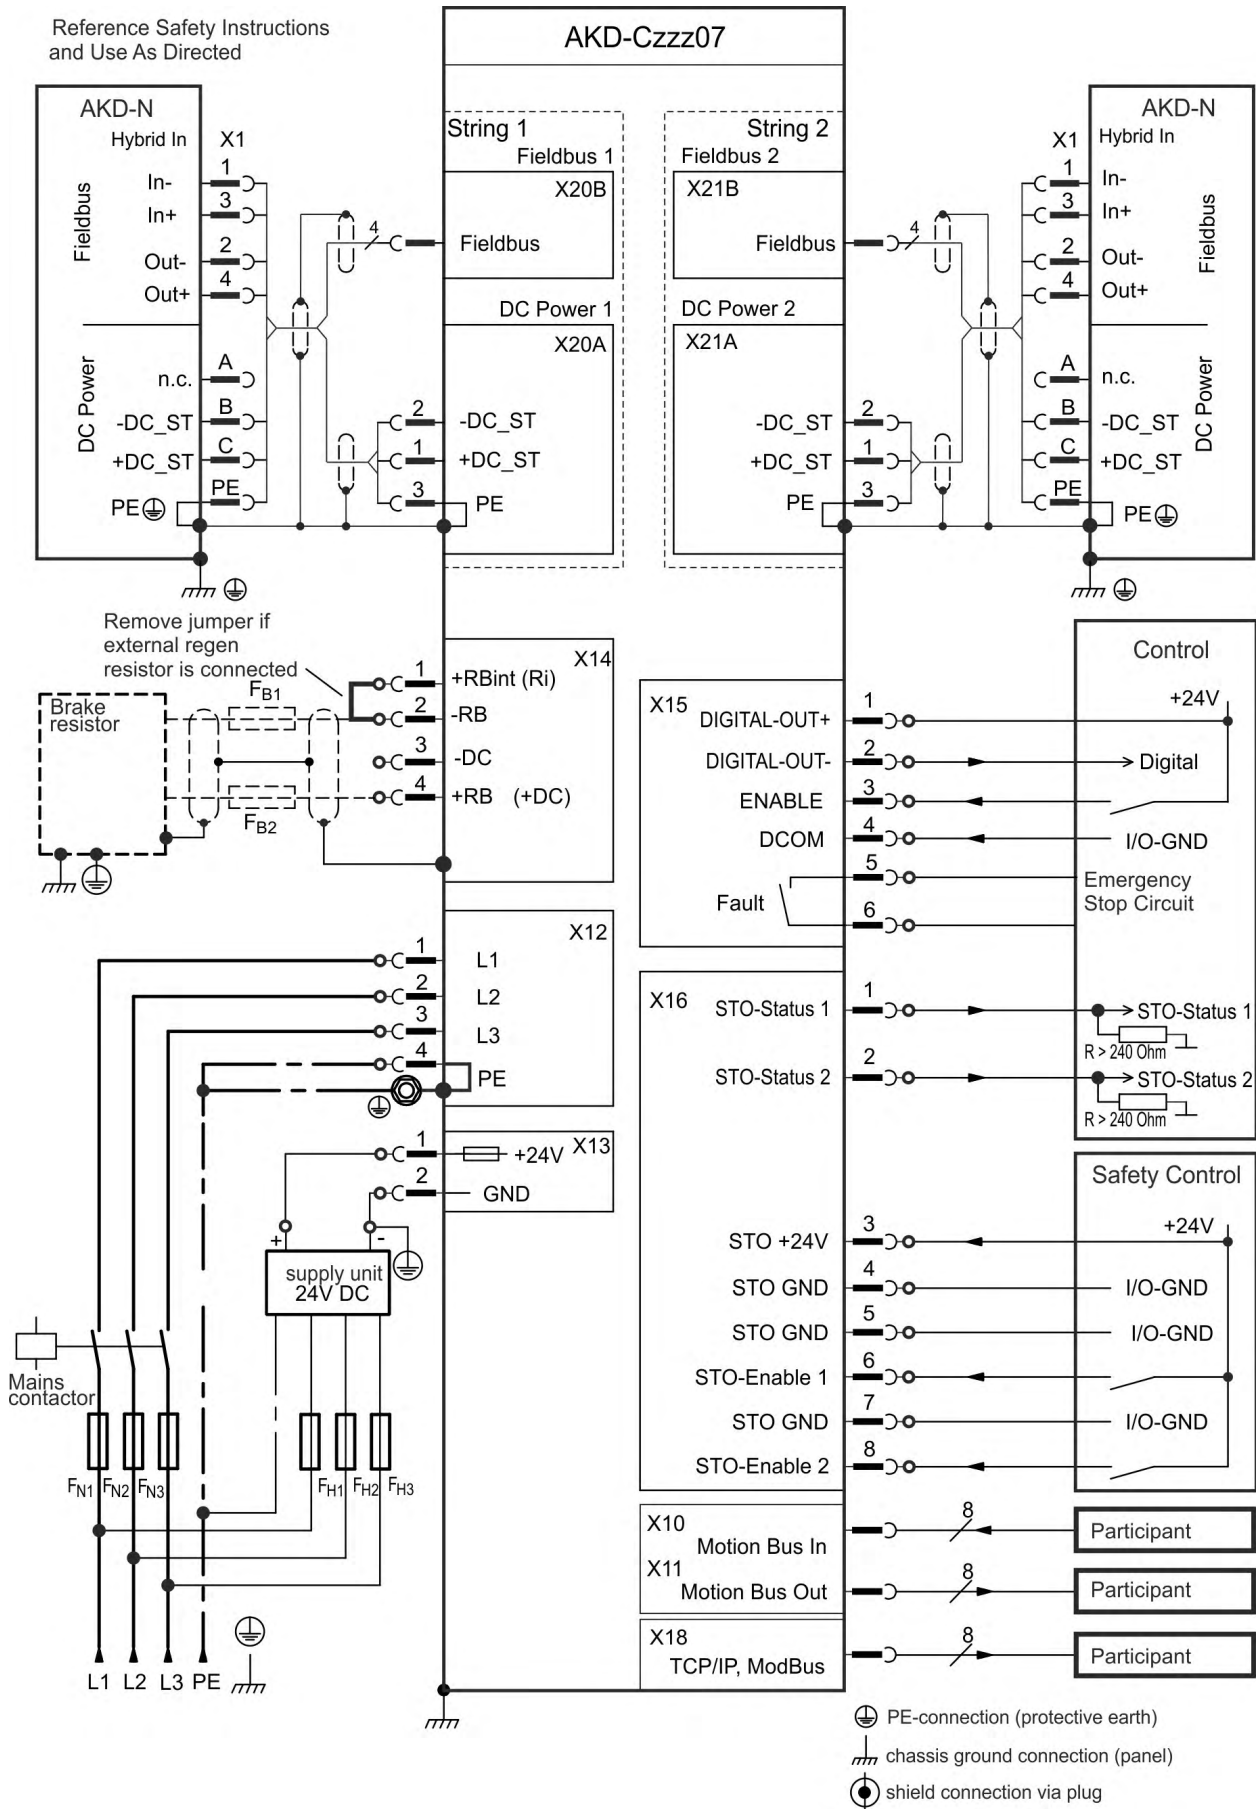 Reference Safety Instructions
and Use As Directed
AKD-Czzz07
AKD-N
Hybrid In
X1
Fieldbus
1
In-
3
In+
2
Out-
4
Out+
DC Power
A
n.c.
B
-DC_ST
C
+DC_ST
PE
PE
String 1
Fieldbus 1
X20B
4
Fieldbus
DC Power 1
X20A
2
-DC_ST
1
+DC_ST
3
PE
String 2
Fieldbus 2
X21B
Fieldbus
4
DC Power 2
X21A
-DC_ST
2
+DC_ST
1
PE
3
AKD-N
X1
Hybrid In
Fieldbus
1
In-
3
In+
2
Out-
4
Out+
DC Power
A
n.c.
B
-DC_ST
C
+DC_ST
PE
PE
Remove jumper if
external regen
resistor is connected
Brake
resistor
FB1
FB2
X14
1
+RBint (Ri)
2
-RB
3
-DC
4
+RB (+DC)
X12
1
L1
2
L2
3
L3
4
PE
X13
1
+24V
2
GND
+
-
supply unit
24V DC
Mains
contactor
FN1
FN2
FN3
FH1
FH2
FH3
L1
L2
L3
PE
X15
DIGITAL-OUT+
1
DIGITAL-OUT-
2
ENABLE
3
DCOM
4
5
Fault
6
Control
+24V
Digital
I/O-GND
Emergency
Stop Circuit
X16
STO-Status 1
1
STO-Status 1
R > 240 Ohm
STO-Status 2
2
STO-Status 2
R > 240 Ohm
Safety Control
+24V
STO +24V
3
STO GND
4
I/O-GND
STO GND
5
I/O-GND
STO-Enable 1
6
STO GND
7
I/O-GND
STO-Enable 2
8
X10
Motion Bus In
8
Participant
X11
Motion Bus Out
8
Participant
X18
TCP/IP, ModBus
8
Participant
PE-connection (protective earth)
chassis ground connection (panel)
shield connection via plug